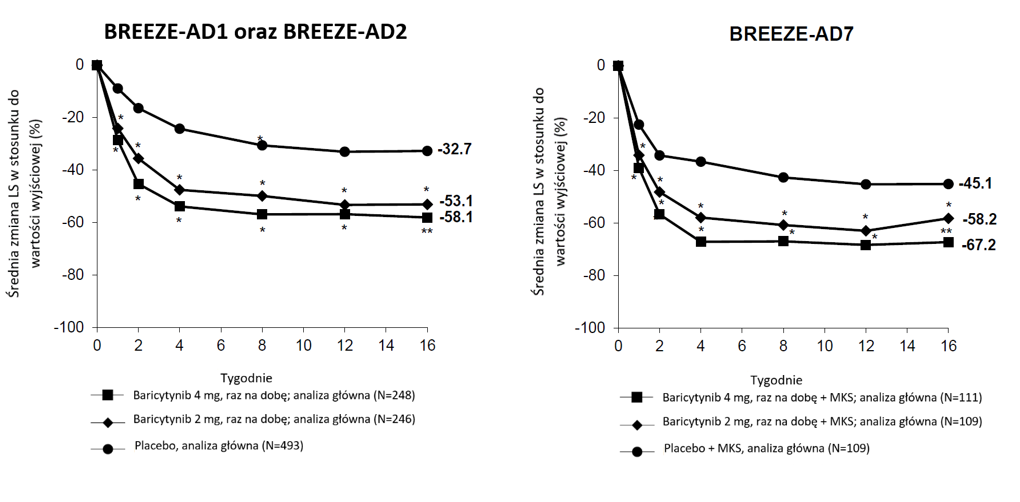 BREEZE-AD1 oraz BREEZE-AD2
Średnia zmiana LS w stosunku do
wartości wyjściowej (%)
0
-20
-40
-60
-80
-100
*
*
*
*
*
*
*
*
*
*
*
*
**
-32.7
-53.1
-58.1
0 2 4 6 8 10 12 14 16
Tygodnie
Baricytynib 4 mg, raz na dobę; analiza główna (N=248)
Baricytynib 2 mg, raz na dobę; analiza główna (N=246)
Placebo, analiza główna (N=493)
BREEZE-AD7
Średnia zmiana LS w stosunku do
wartości wyjściowej (%)
0
-20
-40
-60
-80
-100
*
*
*
*
*
*
*
*
*
*
*
**
-45.1
-58.2
-67.2
0 2 4 6 8 10 12 14 16
Tygodnie
Baricytynib 4 mg, raz na dobę + MKS; analiza główna (N=111)
Baricytynib 2 mg, raz na dobę + MKS; analiza główna (N=109)
Placebo + MKS, analiza główna (N=109)